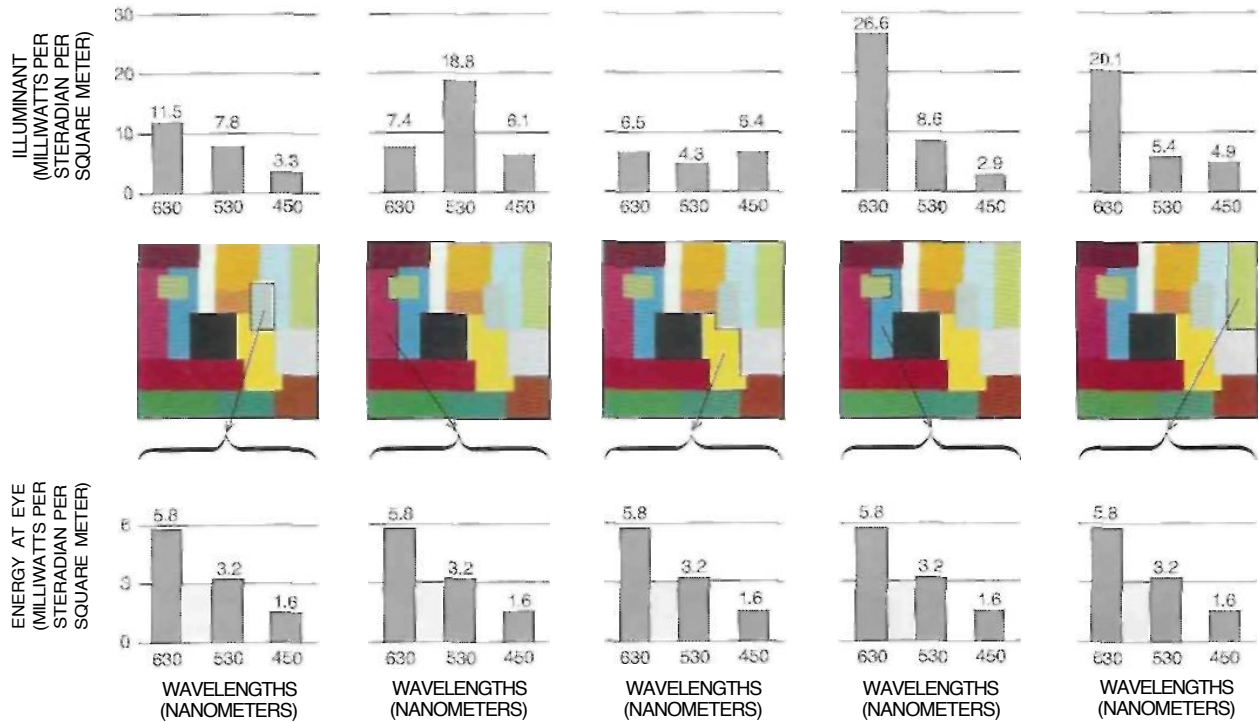 ILLUMINANT
(MILLIWATTS PER
STERADIAN PER
SQUARE METER)
30
20
10
0
11.5
7.8
3.3
630 530 450
7.4
18.8
6.1
630 530 450
6.5
4.3
6.4
630 530 450
26.6
8.6
2.9
630 530 450
20.1
5.4
4.9
630 530 450
ENERGY AT EYE
(MILLIWATTS PER
STERADIAN PER
SQUARE METER)
6
3
0
5.8
3.2
1.6
630 530 450
WAVELENGTHS
(NANOMETERS)
5.8
3.2
1.6
630 530 450
WAVELENGTHS
(NANOMETERS)
5.8
3.2
1.6
630 530 450
WAVELENGTHS
(NANOMETERS)
5.8
3.2
1.6
630 530 450
WAVELENGTHS
(NANOMETERS)
5.8
3.2
1.6
630 530 450
WAVELENGTHS
(NANOMETERS)